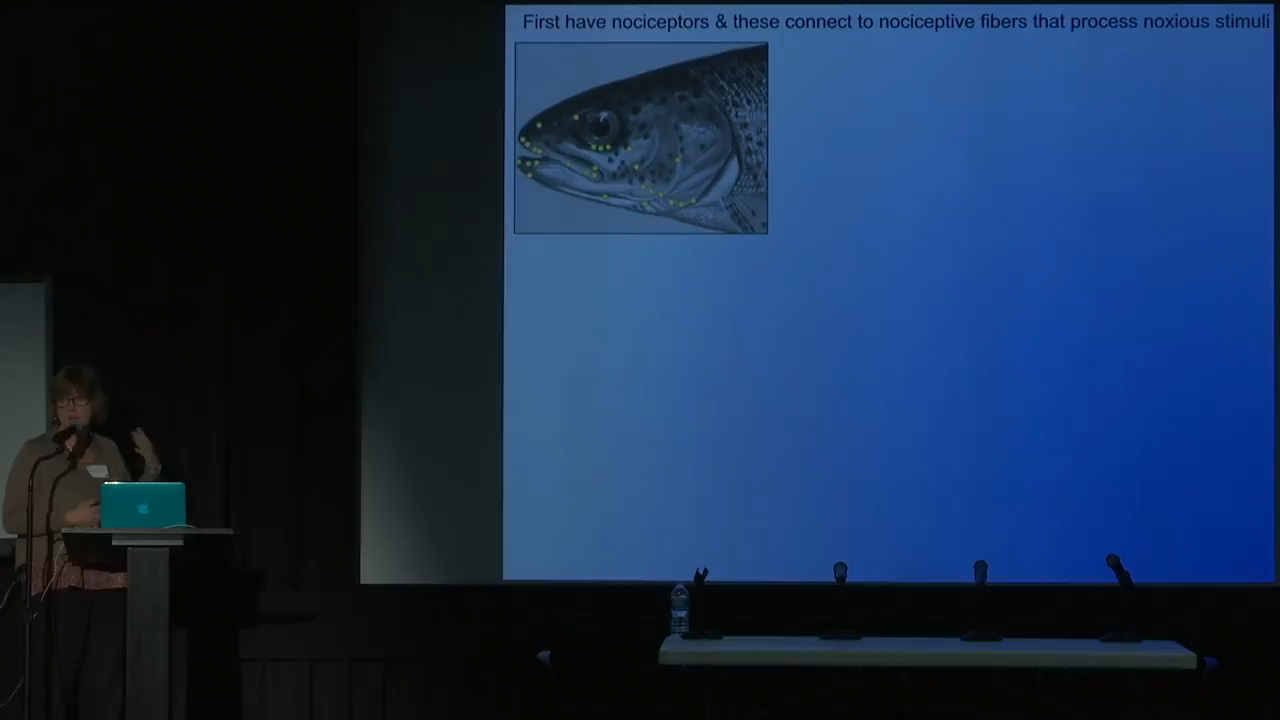 First have nociceptors & these connect to nociceptive fibers that process noxious stimuli